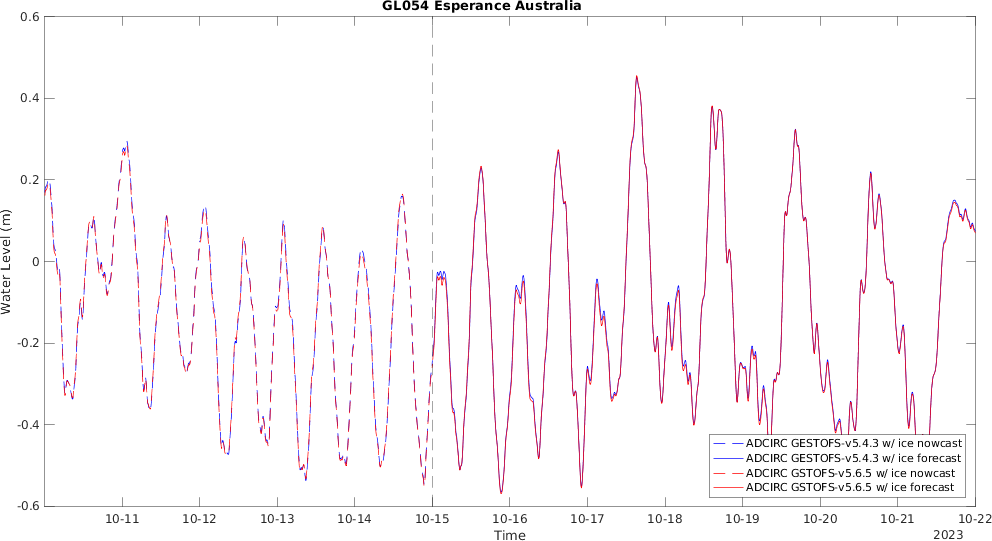 GL054 Esperance Australia
0.6
0.4
0.2
0
-0.2
-0.4
-0.6
Water Level (m)
10-11
10-12
10-13
10-14
10-15
10-16
10-17
10-18
10-19
10-20
10-21
10-22
Time
2023
ADCIRC GESTOFS-v5.4.3 w/ ice nowcast
ADCIRC GESTOFS-v5.4.3 w/ ice forecast
ADCIRC GSTOFS-v5.6.5 w/ ice nowcast
ADCIRC GSTOFS-v5.6.5 w/ ice forecast